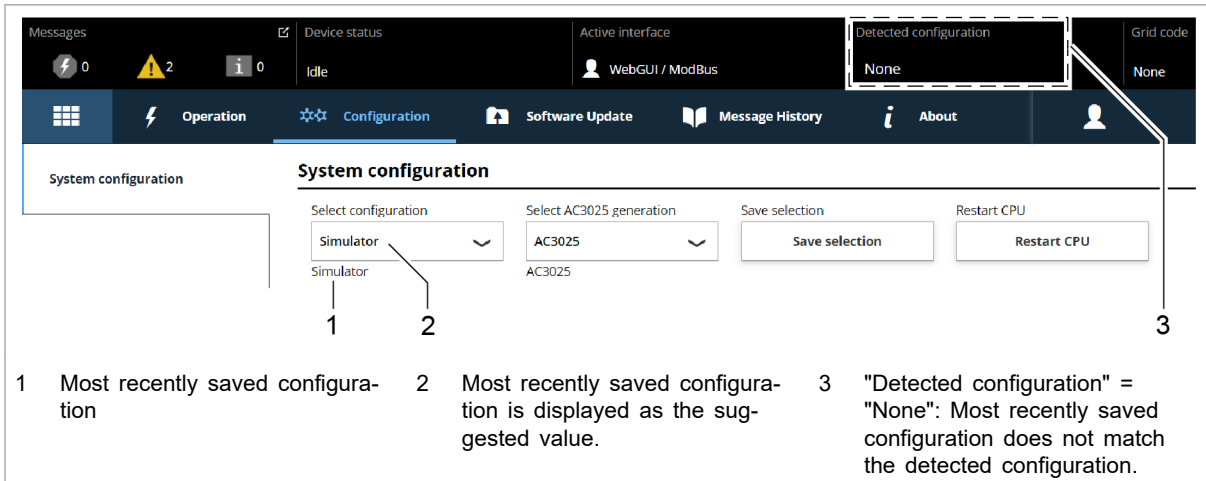 Messages
Device status
Active interface
Detected configuration
Grid code
0
2
i 0
Idle
WebGUI / ModBus
None
None
Operation
Configuration
Software Update
Message History
i About
System configuration
System configuration
Select configuration
Select AC3025 generation
Save selection
Restart CPU
Simulator
AC3025
Save selection
Restart CPU
Simulator
AC3025
1
2
3
1 Most recently saved configura-
tion
2 Most recently saved configura-
tion is displayed as the sug-
gested value.
3 "Detected configuration" =
"None": Most recently saved
configuration does not match
the detected configuration.